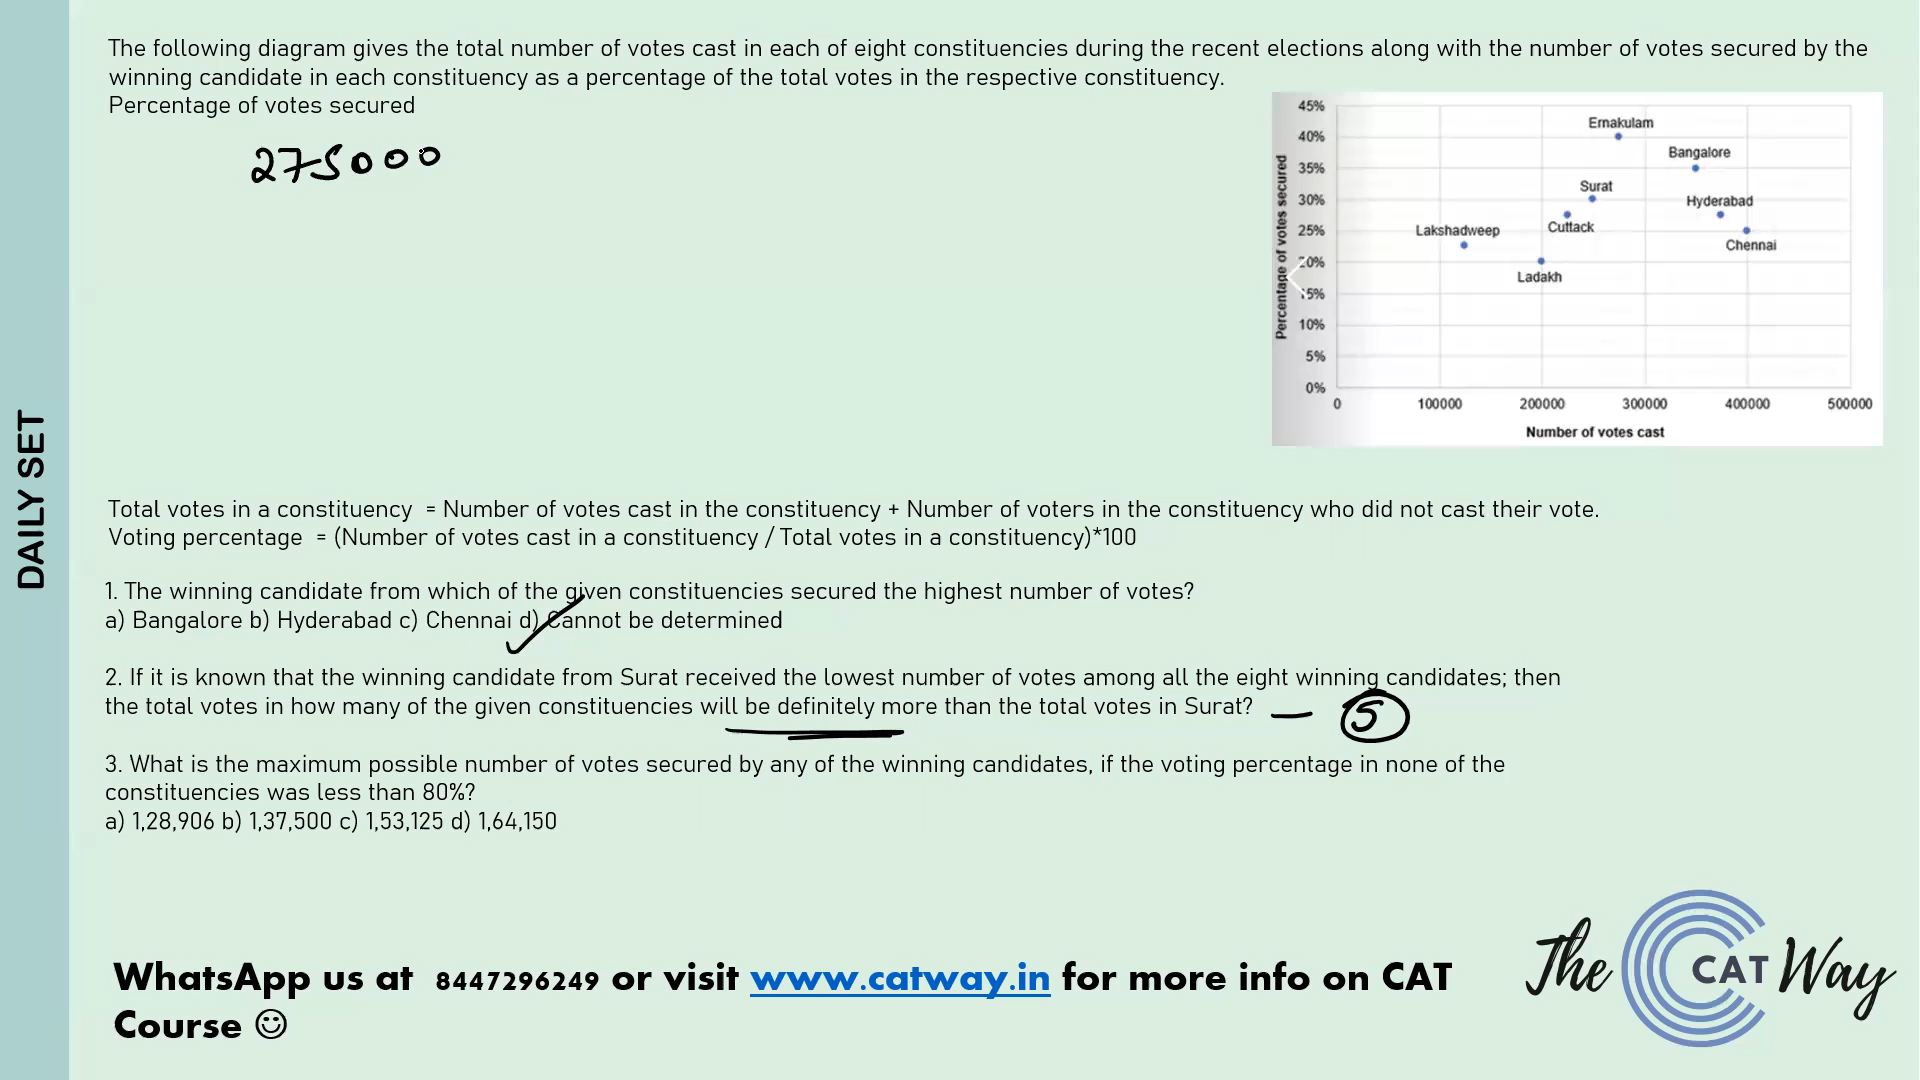 The following diagram gives the total number of votes cast in each of eight constituencies during the recent elections along with the number of votes secured by the
winning candidate in each constituency as a percentage of the total votes in the respective constituency.
Percentage of votes secured
275000
45%
40%
35%
30%
25%
20%
15%
10%
5%
0%
Percentage of votes secured
Ernakulam
Bangalore
Surat
Hyderabad
Cuttack
Lakshadweep
Chennai
Ladakh
0 100000 200000 300000 400000 500000
Number of votes cast
DAILY SET
Total votes in a constituency = Number of votes cast in the constituency + Number of voters in the constituency who did not cast their vote.
Voting percentage = (Number of votes cast in a constituency / Total votes in a constituency)*100
1. The winning candidate from which of the given constituencies secured the highest number of votes?
a) Bangalore b) Hyderabad c) Chennai d) Cannot be determined
2. If it is known that the winning candidate from Surat received the lowest number of votes among all the eight winning candidates; then
the total votes in how many of the given constituencies will be definitely more than the total votes in Surat? — 5
3. What is the maximum possible number of votes secured by any of the winning candidates, if the voting percentage in none of the
constituencies was less than 80%?
a) 1,28,906 b) 1,37,500 c) 1,53,125 d) 1,64,150
WhatsApp us at 8447296249 or visit www.catway.in for more info on CAT
Course ☺
The CAT Way